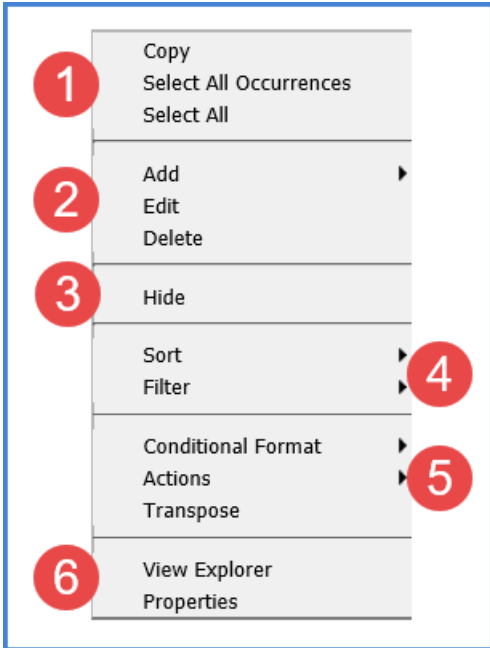 1
Copy
Select All Occurrences
Select All
2
Add
Edit
Delete
3
Hide
Sort
Filter
4
Conditional Format
Actions
Transpose
5
6
View Explorer
Properties